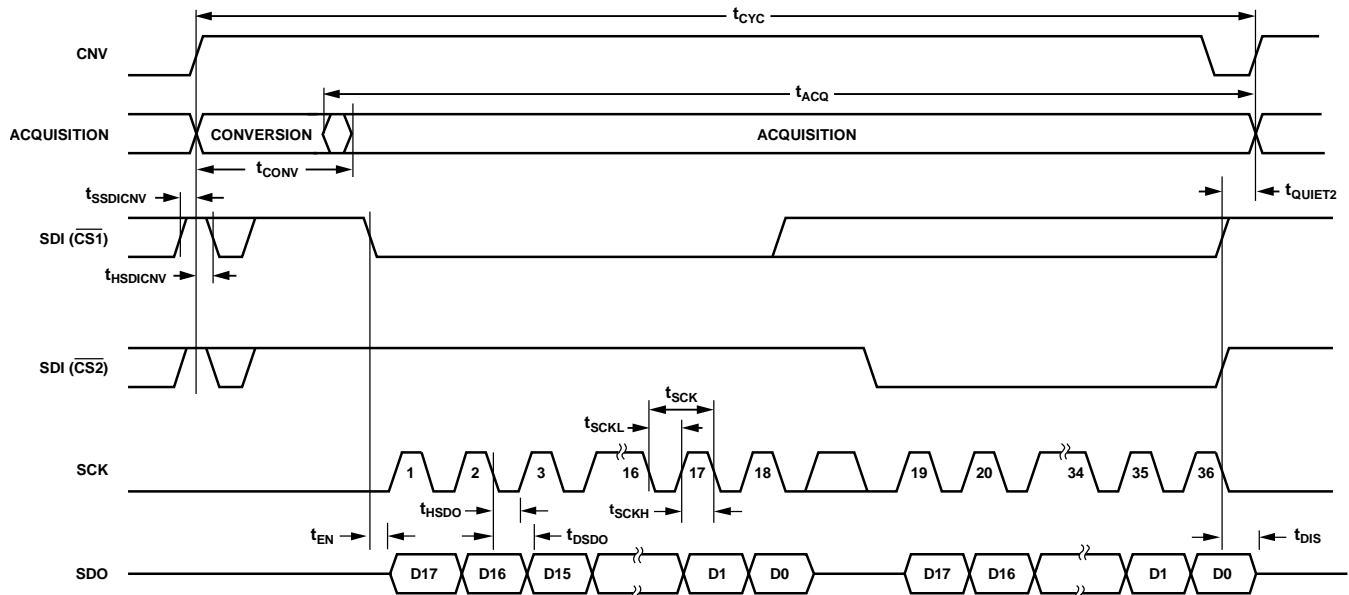 tCYC
CNV
tACQ
ACQUISITION CONVERSION ACQUISITION
tCONV
tSSDICNV
tQUIET2
SDI (CS1)
tHSDICNV
SDI (CS2)
tSCK
tSCKL
SCK 1 2 3 16 17 18 19 20 34 35 36
tHSDO tSCKH
tEN tDSDO tDIS
SDO D17 D16 D15 D1 D0 D17 D16 D1 D0